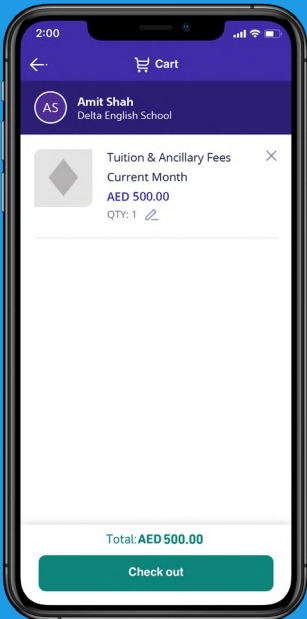 2:00
Cart
AS
Amit Shah
Delta English School
Tuition & Ancillary Fees
Current Month
AED 500.00
QTY: 1
Total: AED 500.00
Check out